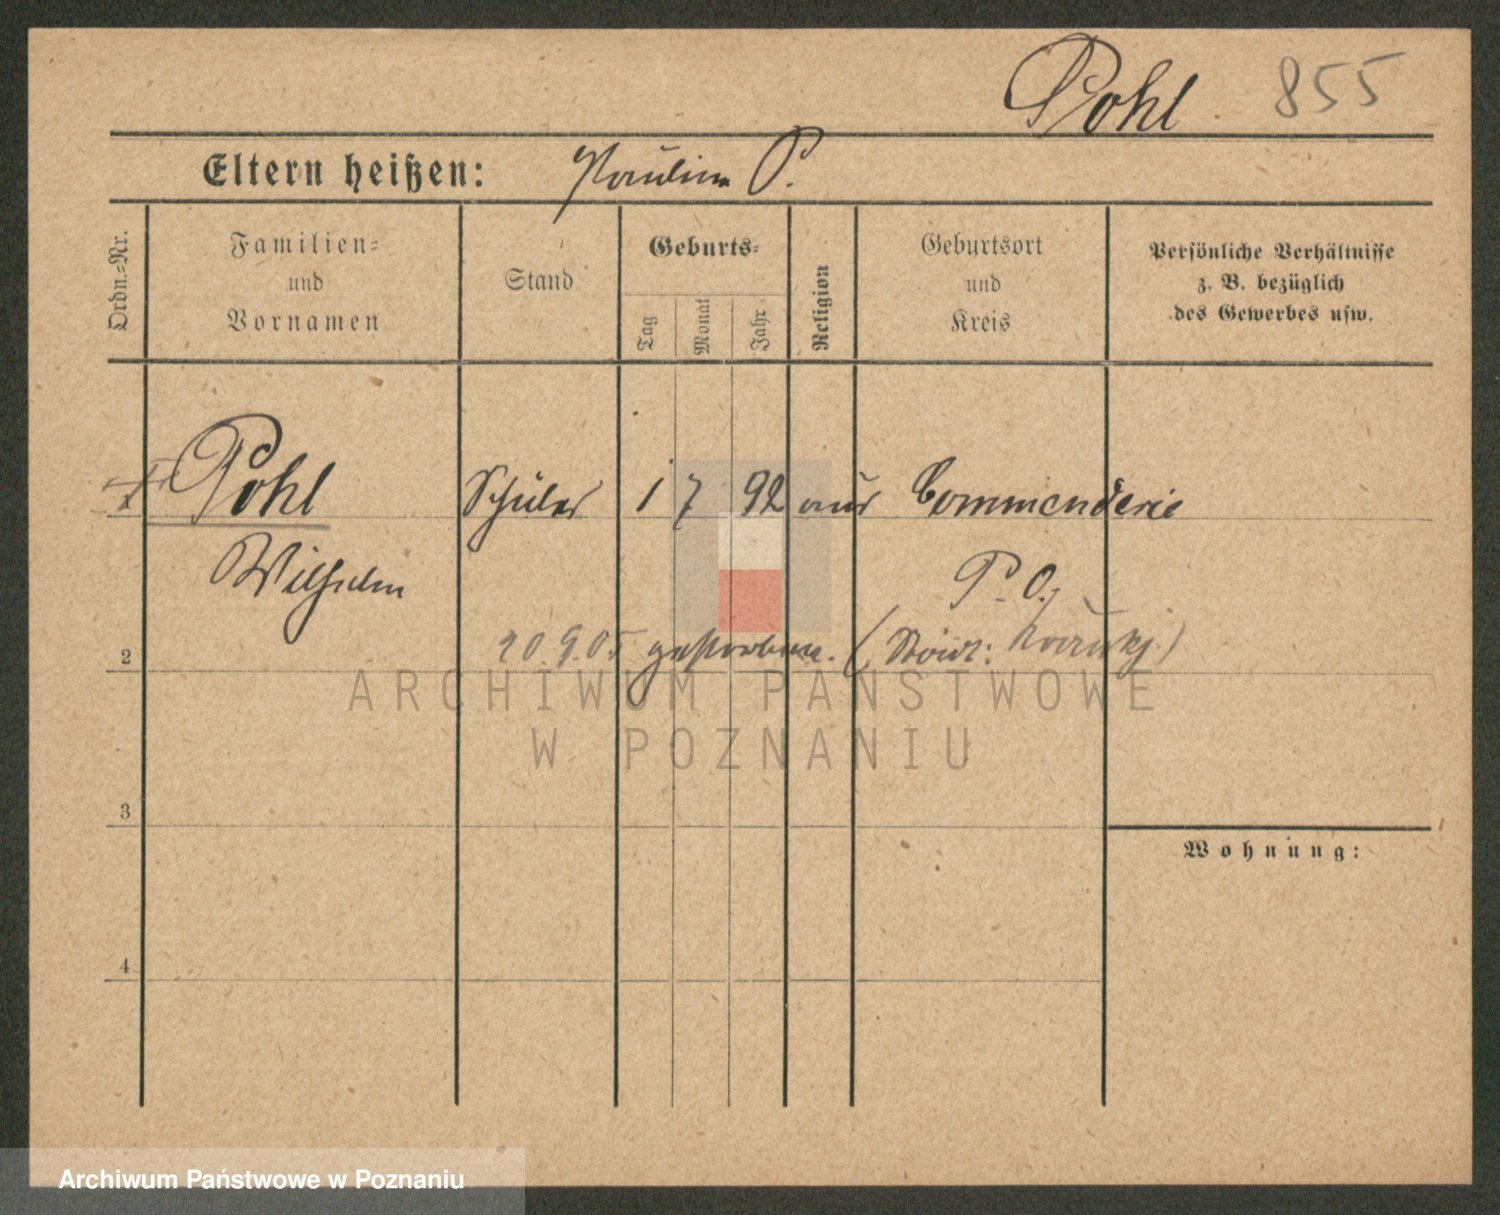 Pohl 855
Eltern heißen: Paulina P.
Ordn.-Nr.
Familien-
und
Vornamen
Stand
Geburts-
Tag
Monat
Jahr
Religion
Geburtsort
und
Kreis
Persönliche Verhältnisse
z. B. bezüglich
des Gewerbes usw.
Pohl Schüler 1 7 92 Commenderie
Wilhelm
P. O.
2
20.9.05 gestorben.
ARCHIWUM PAŃSTWOWE
W POZNANIU
3
Wohnung:
4
Archiwum Państwowe w Poznaniu